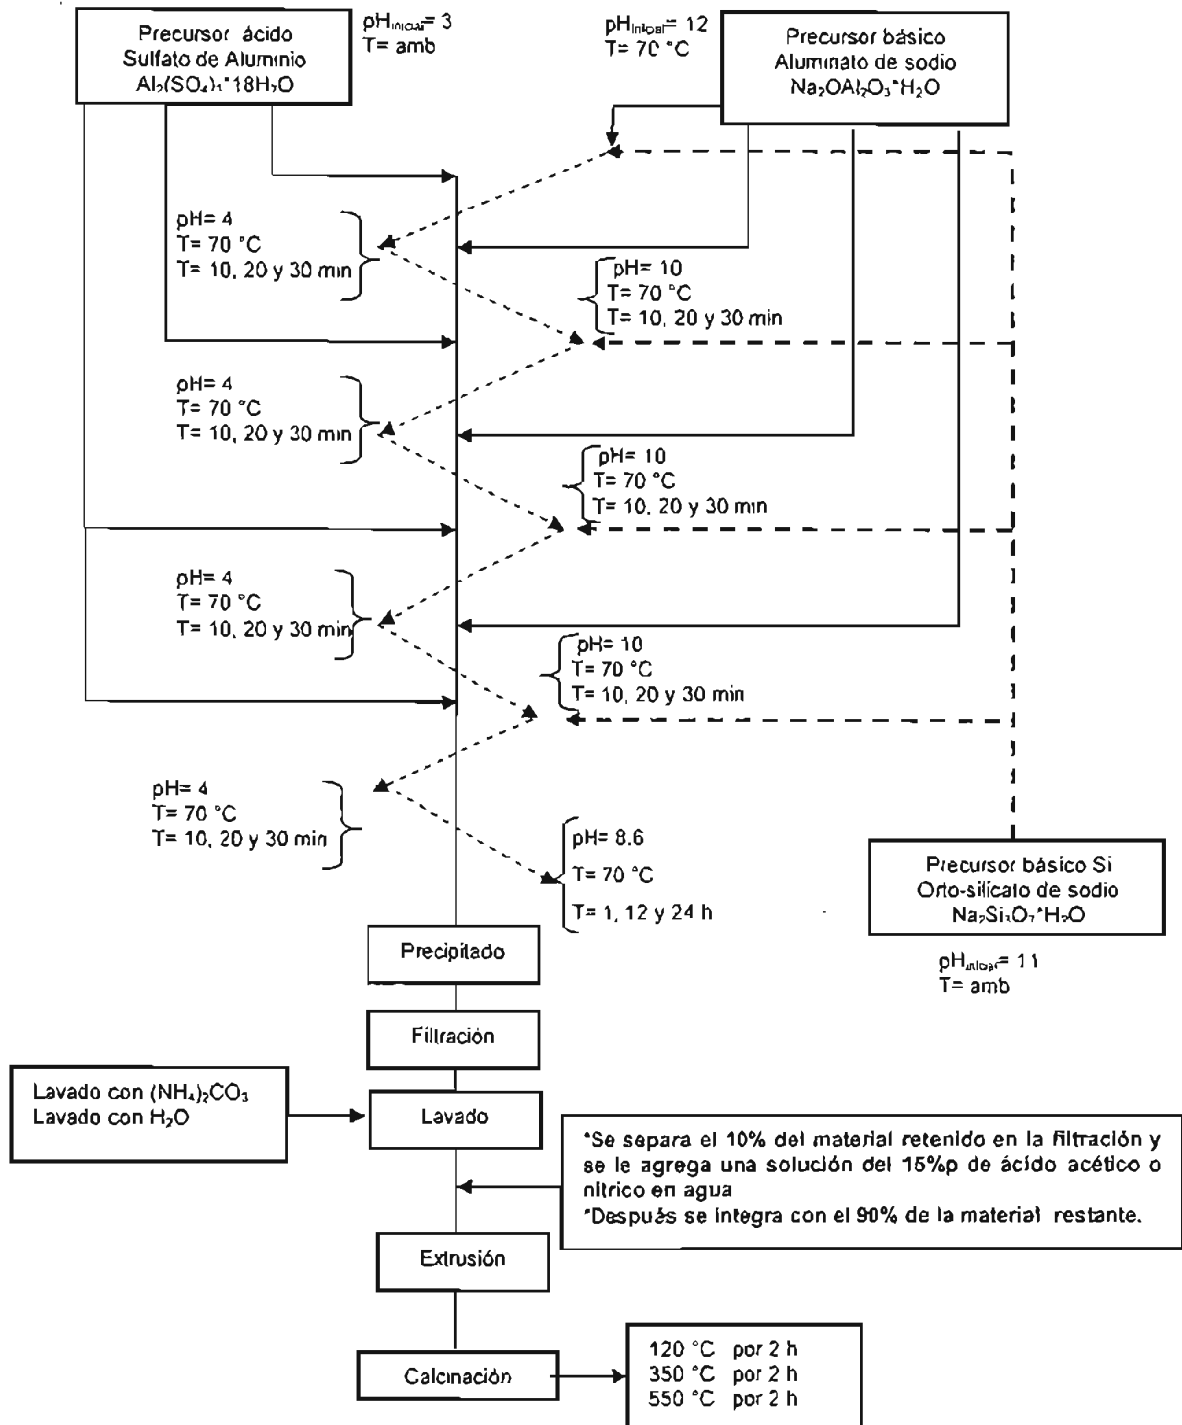 Precursor ácido
Sulfato de Aluminio
Al₂(SO₄)₃*18H₂O
pHinicial= 3
T= amb
pHinicial= 12
T= 70 °C
Precursor básico
Aluminato de sodio
Na₂OAl₂O₃*H₂O
pH= 4
T= 70 °C
T= 10, 20 y 30 min
pH= 10
T= 70 °C
T= 10, 20 y 30 min
pH= 4
T= 70 °C
T= 10, 20 y 30 min
pH= 10
T= 70 °C
T= 10, 20 y 30 min
pH= 4
T= 70 °C
T= 10, 20 y 30 min
pH= 10
T= 70 °C
T= 10, 20 y 30 min
pH= 4
T= 70 °C
T= 10, 20 y 30 min
pH= 8.6
T= 70 °C
T= 1, 12 y 24 h
Precursor básico Si
Orto-silicato de sodio
Na₂Si₃O₇*H₂O
pHinicial= 11
T= amb
Precipitado
Filtración
Lavado con (NH₄)₂CO₃
Lavado con H₂O
Lavado
*Se separa el 10% del material retenido en la filtración y
se le agrega una solución del 15%p de ácido acético o
nítrico en agua
*Después se integra con el 90% de la material restante.
Extrusión
Calcinación
120 °C por 2 h
350 °C por 2 h
550 °C por 2 h